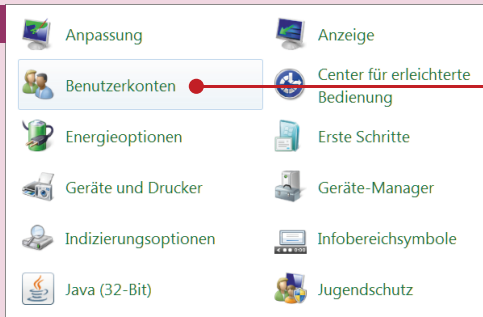 Anpassung
Anzeige
Benutzerkonten
Center für erleichterte
Bedienung
Energieoptionen
Erste Schritte
Geräte und Drucker
Geräte-Manager
Indizierungsoptionen
Infobereichsymbole
Java (32-Bit)
Jugendschutz